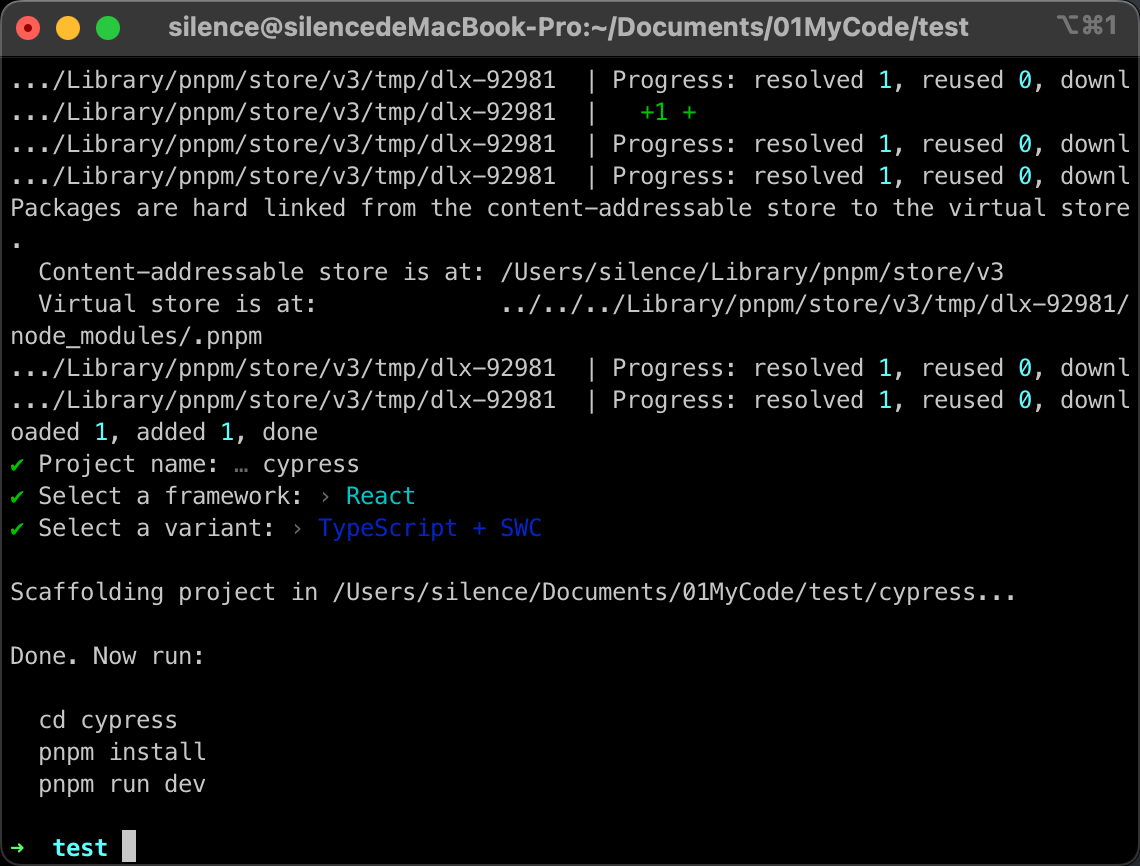 silence@silencedeMacBook-Pro:~/Documents/01MyCode/test ⌥⌘1
.../Library/pnpm/store/v3/tmp/dlx-92981  | Progress: resolved 1, reused 0, downl
.../Library/pnpm/store/v3/tmp/dlx-92981  |   +1 +
.../Library/pnpm/store/v3/tmp/dlx-92981  | Progress: resolved 1, reused 0, downl
.../Library/pnpm/store/v3/tmp/dlx-92981  | Progress: resolved 1, reused 0, downl
Packages are hard linked from the content-addressable store to the virtual store
.
  Content-addressable store is at: /Users/silence/Library/pnpm/store/v3
  Virtual store is at:             ../../../Library/pnpm/store/v3/tmp/dlx-92981/
node_modules/.pnpm
.../Library/pnpm/store/v3/tmp/dlx-92981  | Progress: resolved 1, reused 0, downl
.../Library/pnpm/store/v3/tmp/dlx-92981  | Progress: resolved 1, reused 0, downl
oaded 1, added 1, done
✔ Project name: … cypress
✔ Select a framework: › React
✔ Select a variant: › TypeScript + SWC
Scaffolding project in /Users/silence/Documents/01MyCode/test/cypress...
Done. Now run:
  cd cypress
  pnpm install
  pnpm run dev
➜  test